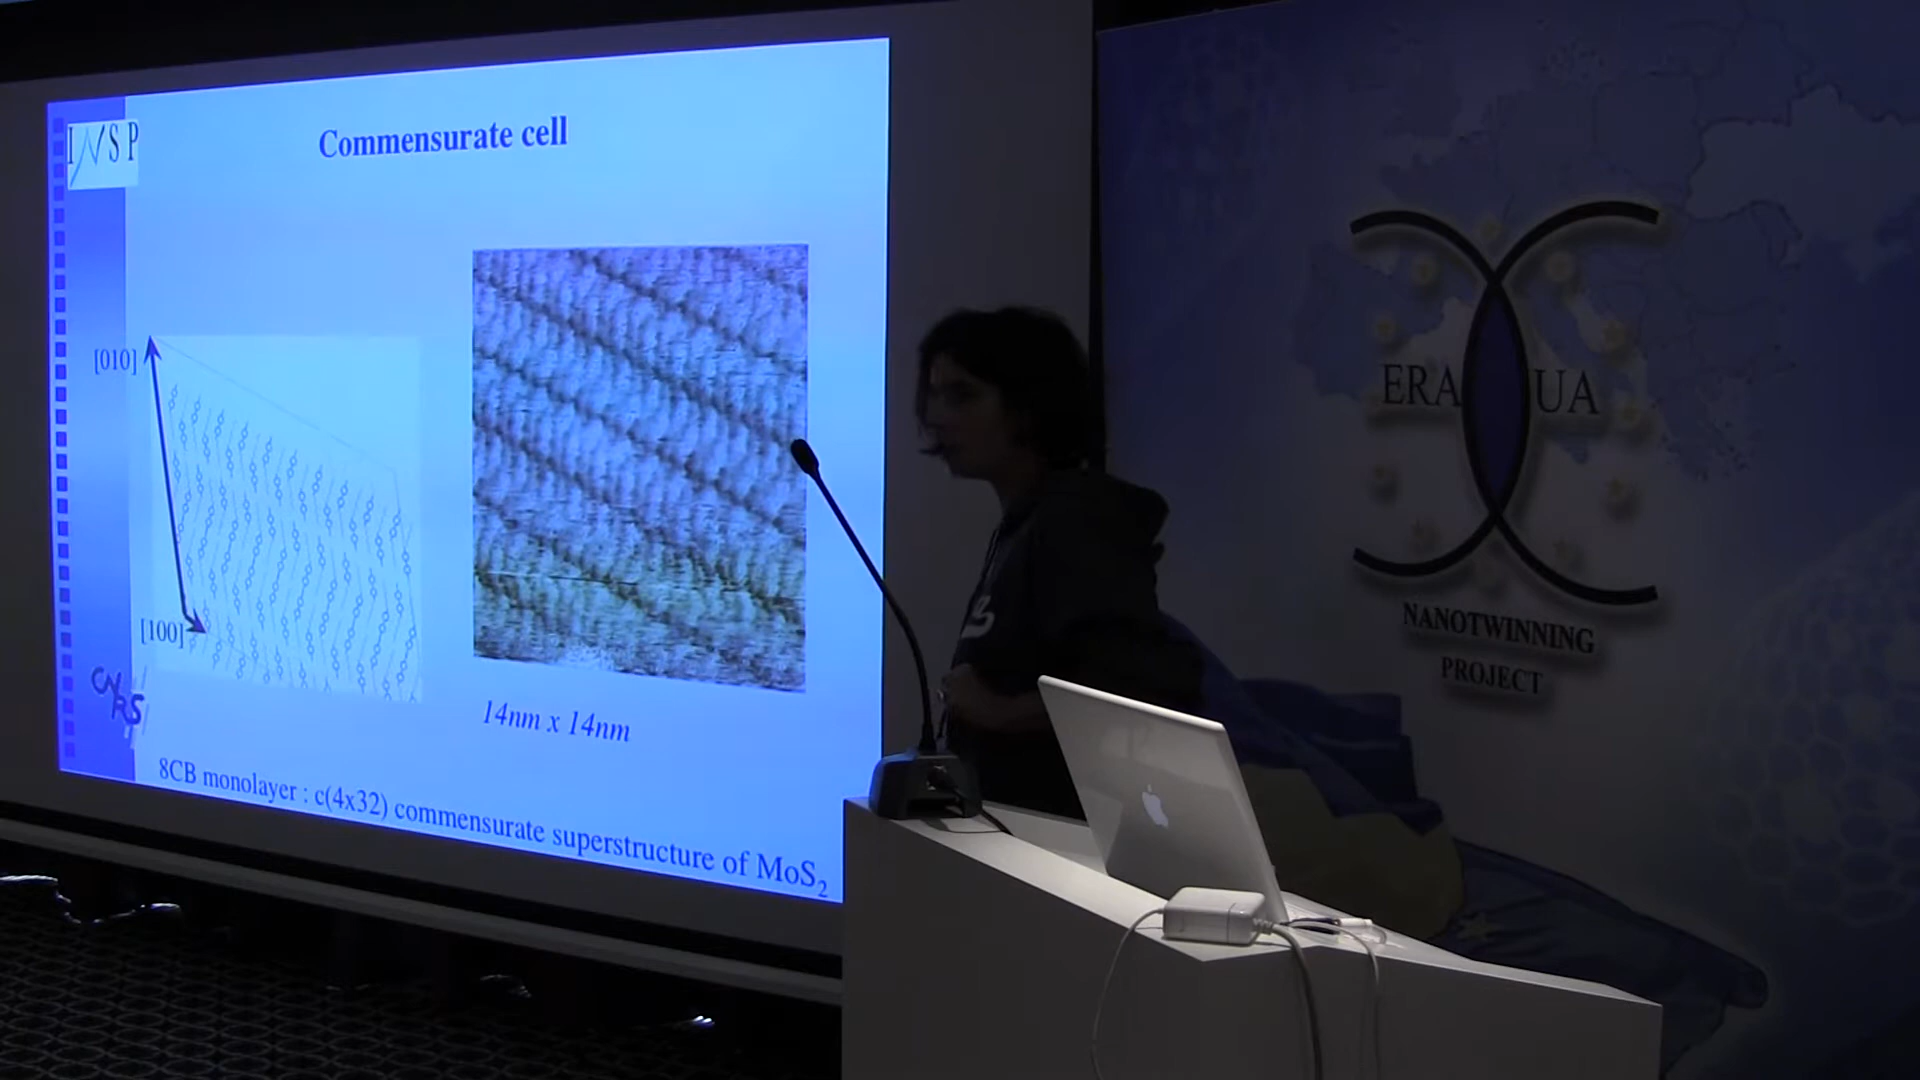 INSP
Commensurate cell
[010]
[100]
CNRS
14nm x 14nm
8CB monolayer : c(4x32) commensurate superstructure of MoS₂
ERA UA
NANOTWINNING
PROJECT